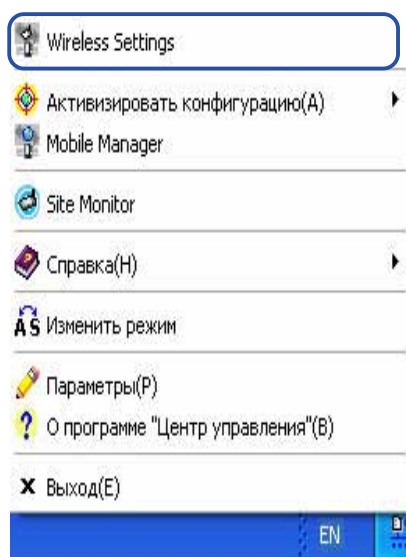 Wireless Settings
Активизировать конфигурацию(A)
Mobile Manager
Site Monitor
Справка(H)
Изменить режим
Параметры(P)
О программе "Центр управления"(B)
Выход(E)
EN